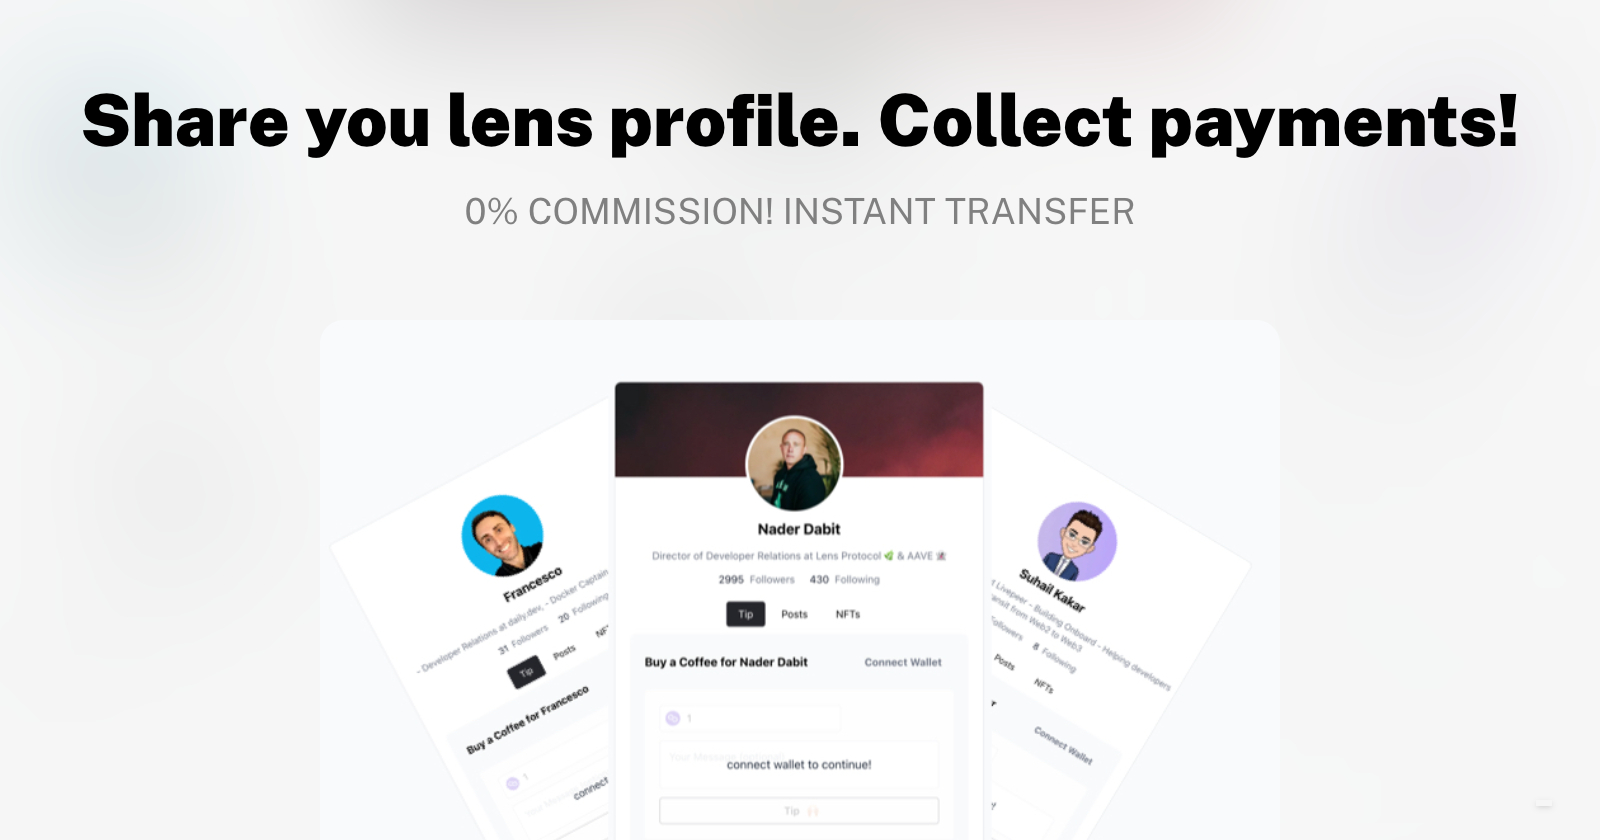 Share you lens profile. Collect payments!
0% COMMISSION! INSTANT TRANSFER
Francesco
- Developer Relations at daily.dev, - Docker Captain
31 Followers 20 Following
Tip Posts
Buy a Coffee for Francesco
1
connect
Nader Dabit
Director of Developer Relations at Lens Protocol 🌿 & AAVE 👻
2995 Followers 430 Following
Tip Posts NFTs
Buy a Coffee for Nader Dabit Connect Wallet
1
Your Message
connect wallet to continue!
Tip 🙌
Suhail Kakar
f Livepeer - Building Onboard - Helping developers
ansit from Web2 to Web3
ollowers 8 Following
Posts NFTs
Connect Wallet